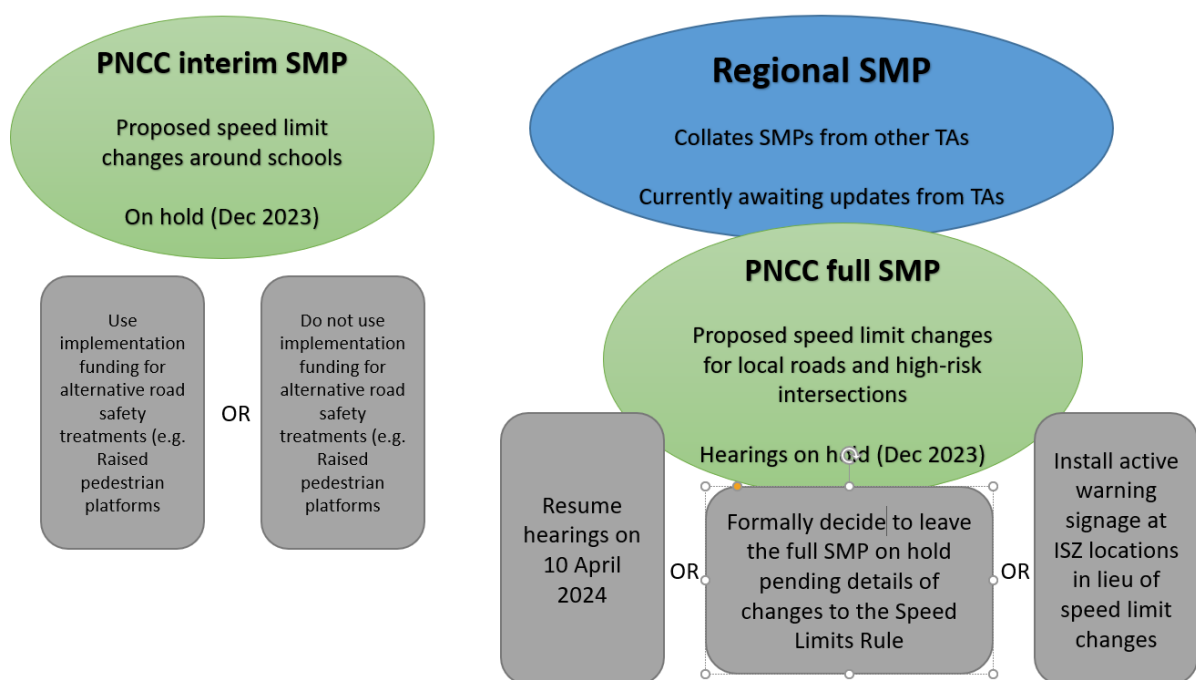 PNCC interim SMP
Proposed speed limit
changes around schools
On hold (Dec 2023)
Use
implementation
funding for
alternative road
safety
treatments (e.g.
Raised
pedestrian
platforms
OR
Do not use
implementation
funding for
alternative road
safety
treatments (e.g.
Raised
pedestrian
platforms
Regional SMP
Collates SMPs from other TAs
Currently awaiting updates from TAs
PNCC full SMP
Proposed speed limit changes
for local roads and high-risk
intersections
Hearings on hold (Dec 2023)
Resume
hearings on
10 April
2024
OR
Formally decide to leave
the full SMP on hold
pending details of
changes to the Speed
Limits Rule
OR
Install active
warning
signage at
ISZ locations
in lieu of
speed limit
changes